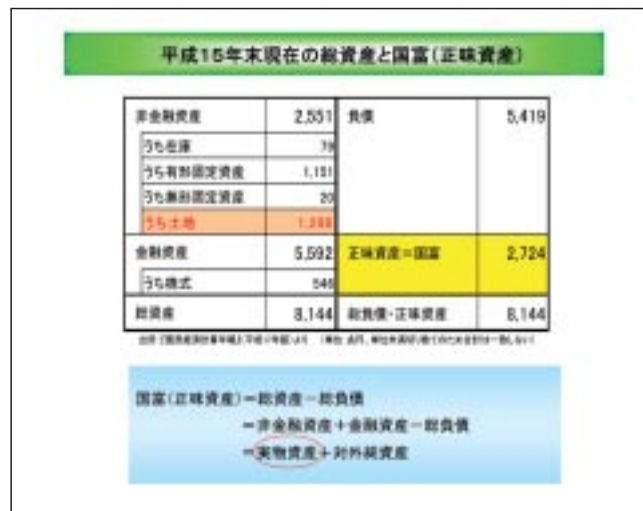 平成15年末現在の総資産と国富(正味資産)
非金融資産 2,551 負債 5,419
うち在庫 79
うち有形固定資産 1,151
うち無形固定資産 20
うち土地
金融資産 5,592 正味資産=国富 2,724
うち株式 546
総資産 8,144 総負債・正味資産 8,144
国富(正味資産)=総資産-総負債
=非金融資産+金融資産-総負債
=実物資産+対外純資産